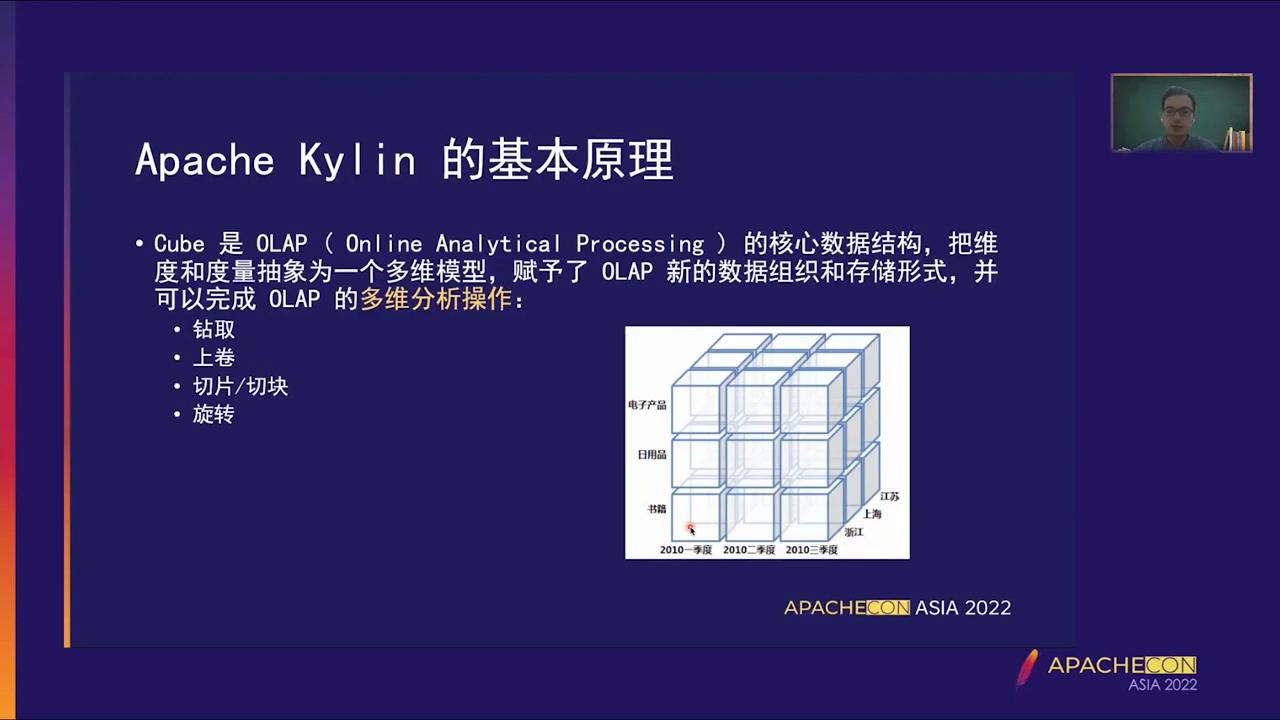 Apache Kylin 的基本原理
• Cube 是 OLAP ( Online Analytical Processing ) 的核心数据结构，把维
度和度量抽象为一个多维模型，赋予了 OLAP 新的数据组织和存储形式，并
可以完成 OLAP 的多维分析操作：
• 钻取
• 上卷
• 切片/切块
• 旋转
电子产品
日用品
书籍
江苏
上海
浙江
2010一季度 2010二季度 2010三季度
APACHECON ASIA 2022
APACHECON
ASIA 2022